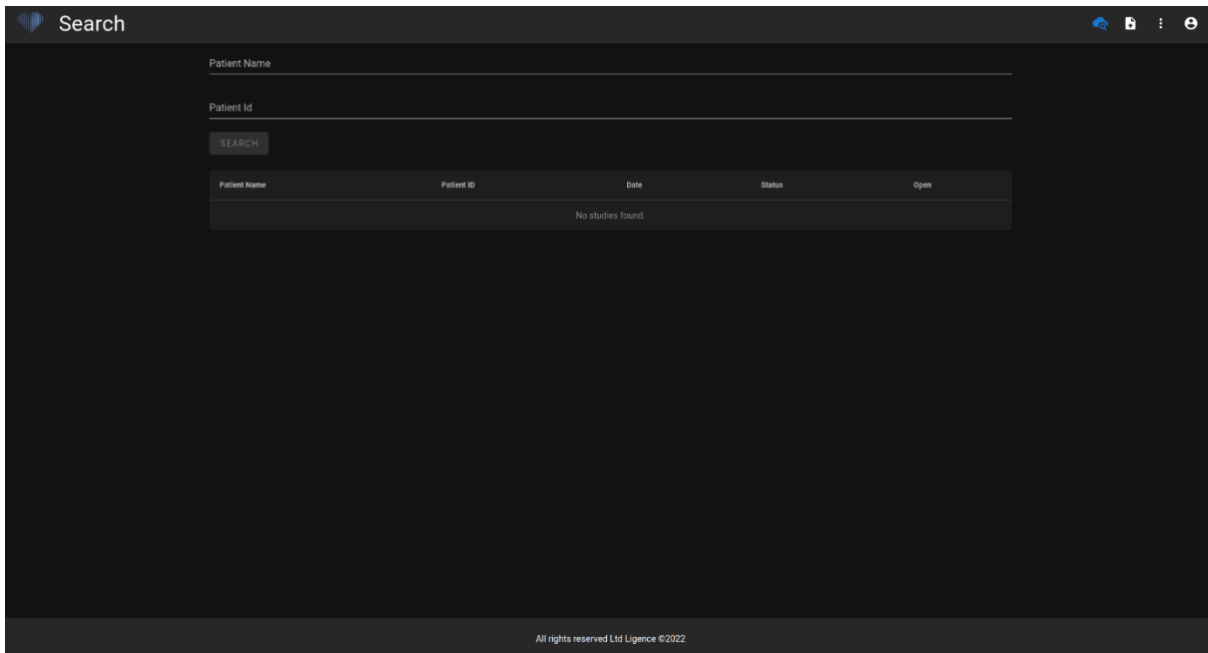 Search
Patient Name
Patient Id
SEARCH
Patient Name Patient ID Date Status Open
No studies found.
All rights reserved Ltd Ligence ©2022